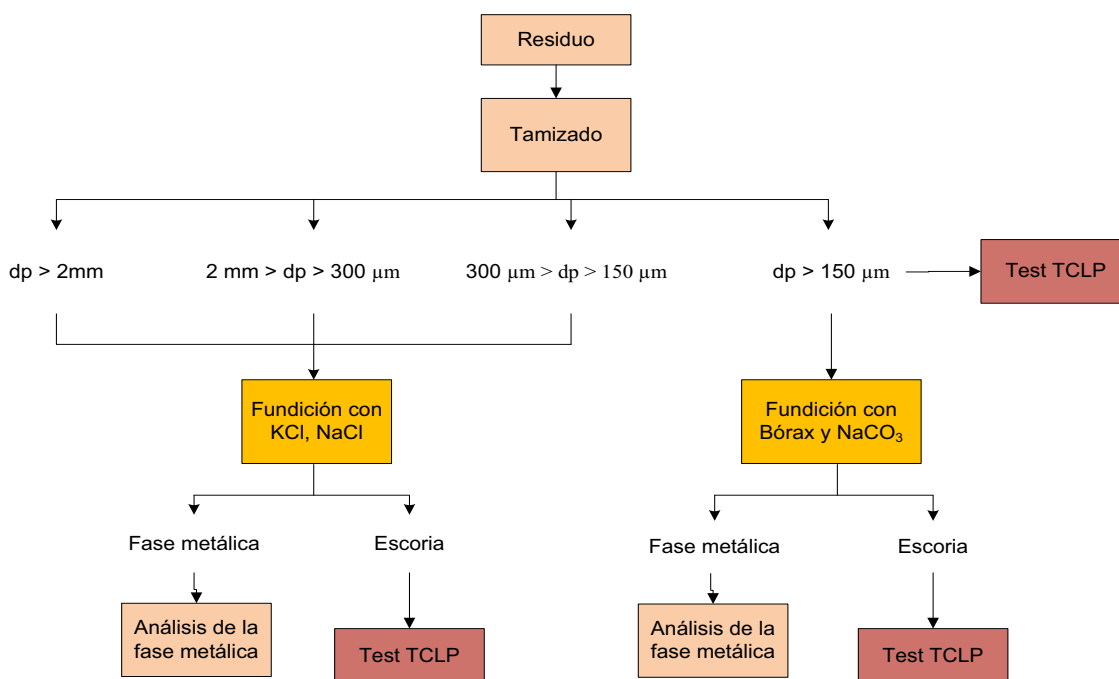 Residuo
Tamizado
dp > 2mm
2 mm > dp > 300 µm
300 µm > dp > 150 µm
dp > 150 µm
Test TCLP
Fundición con
KCl, NaCl
Fundición con
Bórax y NaCO₃
Fase metálica
Escoria
Fase metálica
Escoria
Análisis de la
fase metálica
Test TCLP
Análisis de la
fase metálica
Test TCLP